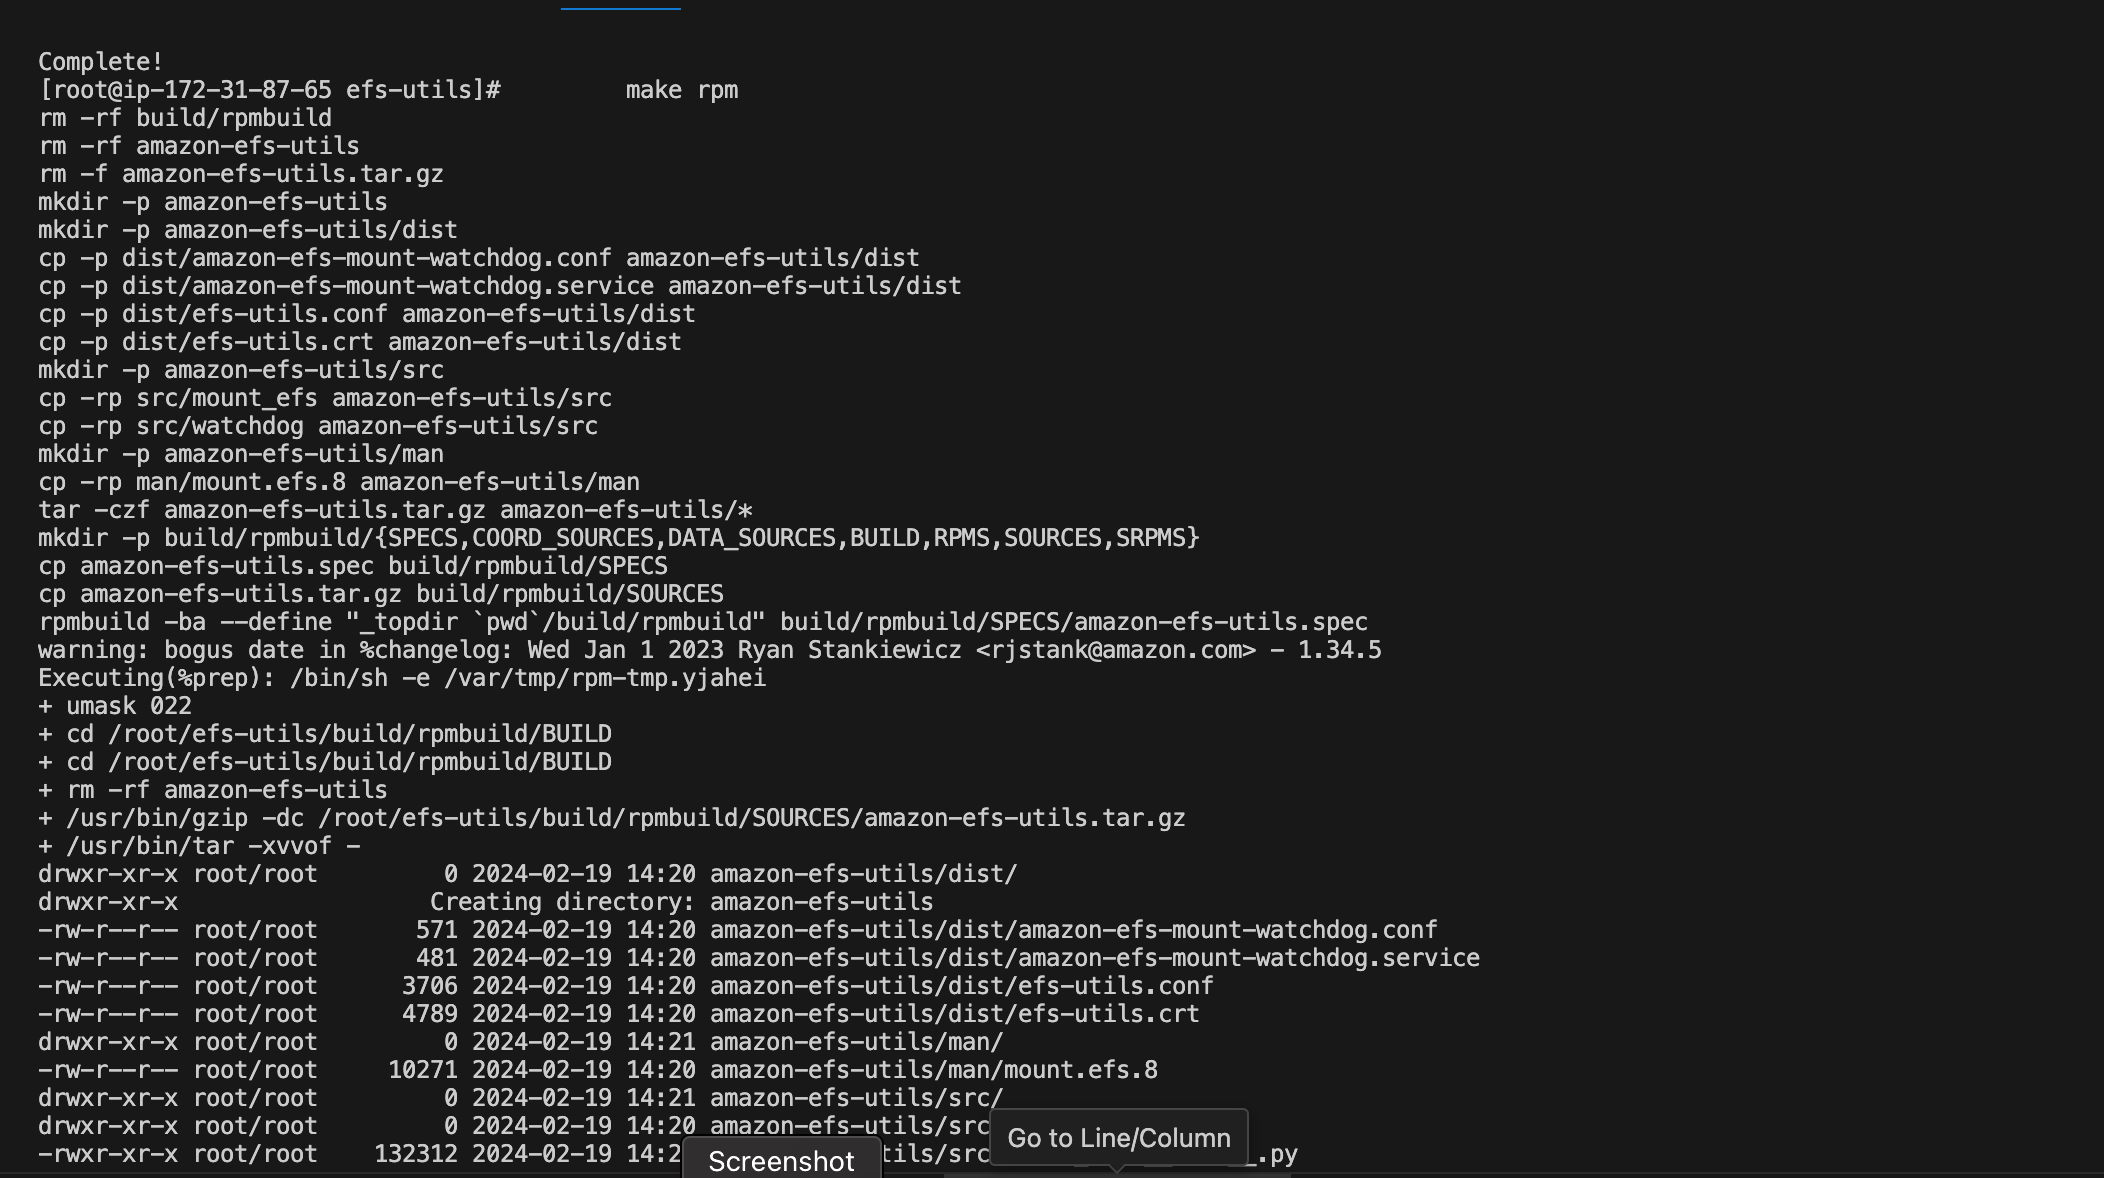 Complete!
[root@ip-172-31-87-65 efs-utils]#         make rpm
rm -rf build/rpmbuild
rm -rf amazon-efs-utils
rm -f amazon-efs-utils.tar.gz
mkdir -p amazon-efs-utils
mkdir -p amazon-efs-utils/dist
cp -p dist/amazon-efs-mount-watchdog.conf amazon-efs-utils/dist
cp -p dist/amazon-efs-mount-watchdog.service amazon-efs-utils/dist
cp -p dist/efs-utils.conf amazon-efs-utils/dist
cp -p dist/efs-utils.crt amazon-efs-utils/dist
mkdir -p amazon-efs-utils/src
cp -rp src/mount_efs amazon-efs-utils/src
cp -rp src/watchdog amazon-efs-utils/src
mkdir -p amazon-efs-utils/man
cp -rp man/mount.efs.8 amazon-efs-utils/man
tar -czf amazon-efs-utils.tar.gz amazon-efs-utils/*
mkdir -p build/rpmbuild/{SPECS,COORD_SOURCES,DATA_SOURCES,BUILD,RPMS,SOURCES,SRPMS}
cp amazon-efs-utils.spec build/rpmbuild/SPECS
cp amazon-efs-utils.tar.gz build/rpmbuild/SOURCES
rpmbuild -ba --define "_topdir `pwd`/build/rpmbuild" build/rpmbuild/SPECS/amazon-efs-utils.spec
warning: bogus date in %changelog: Wed Jan 1 2023 Ryan Stankiewicz <rjstank@amazon.com> - 1.34.5
Executing(%prep): /bin/sh -e /var/tmp/rpm-tmp.yjahei
+ umask 022
+ cd /root/efs-utils/build/rpmbuild/BUILD
+ cd /root/efs-utils/build/rpmbuild/BUILD
+ rm -rf amazon-efs-utils
+ /usr/bin/gzip -dc /root/efs-utils/build/rpmbuild/SOURCES/amazon-efs-utils.tar.gz
+ /usr/bin/tar -xvvof -
drwxr-xr-x root/root         0 2024-02-19 14:20 amazon-efs-utils/dist/
drwxr-xr-x                  Creating directory: amazon-efs-utils
-rw-r--r-- root/root       571 2024-02-19 14:20 amazon-efs-utils/dist/amazon-efs-mount-watchdog.conf
-rw-r--r-- root/root       481 2024-02-19 14:20 amazon-efs-utils/dist/amazon-efs-mount-watchdog.service
-rw-r--r-- root/root      3706 2024-02-19 14:20 amazon-efs-utils/dist/efs-utils.conf
-rw-r--r-- root/root      4789 2024-02-19 14:20 amazon-efs-utils/dist/efs-utils.crt
drwxr-xr-x root/root         0 2024-02-19 14:21 amazon-efs-utils/man/
-rw-r--r-- root/root     10271 2024-02-19 14:20 amazon-efs-utils/man/mount.efs.8
drwxr-xr-x root/root         0 2024-02-19 14:21 amazon-efs-utils/src/
drwxr-xr-x root/root         0 2024-02-19 14:20 amazon-efs-utils/src
Go to Line/Column
-rwxr-xr-x root/root    132312 2024-02-19 14:2 tils/src .py
Screenshot